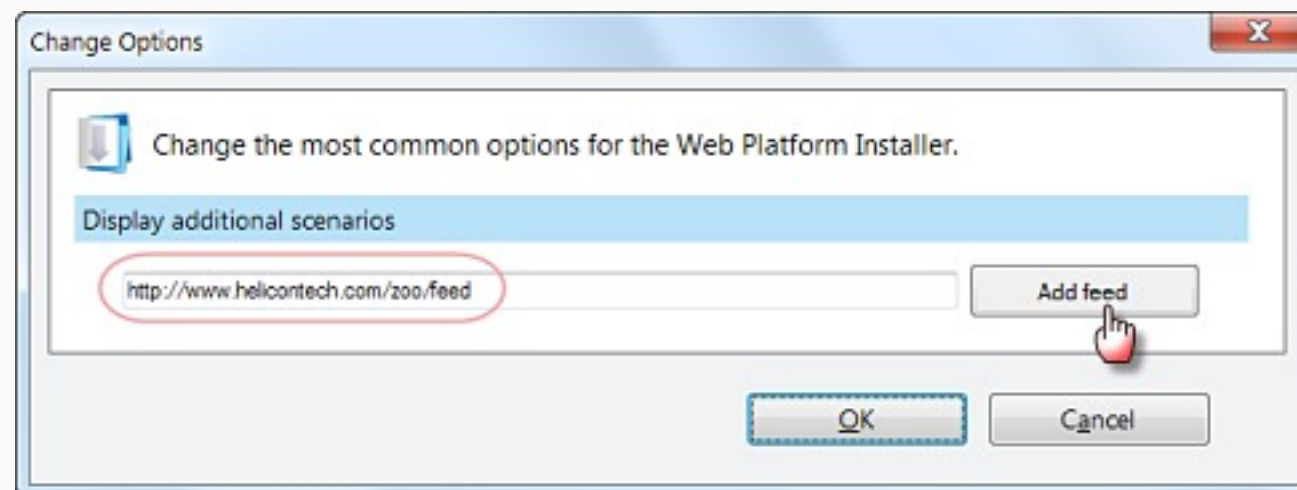 Change Options
Change the most common options for the Web Platform Installer.
Display additional scenarios
http://www.helicontech.com/zoo/feed
Add feed
OK
Cancel